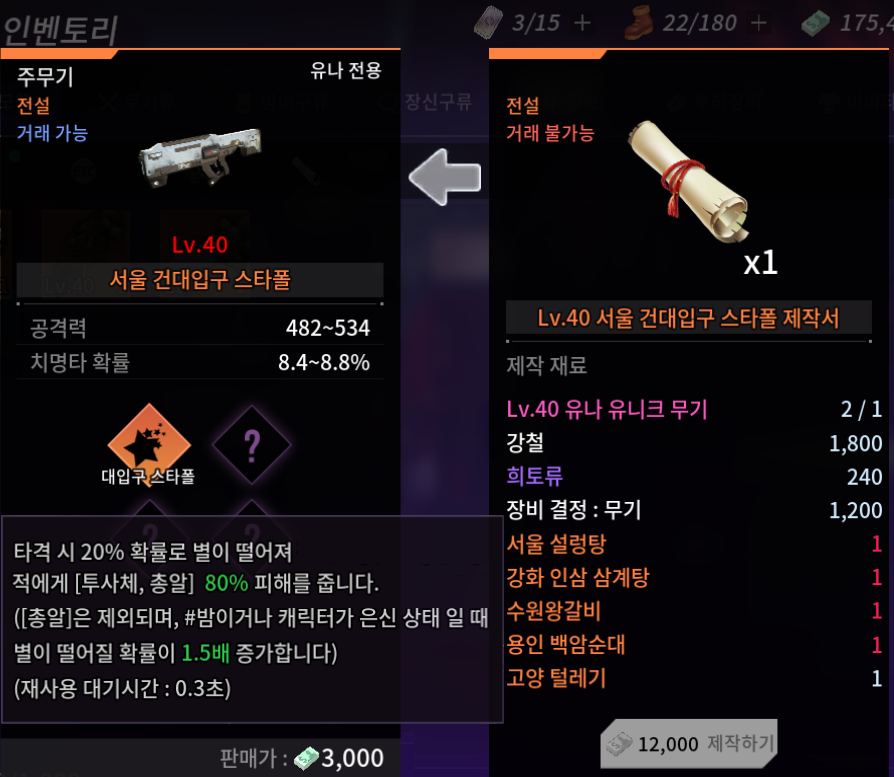 인벤토리
3/15 +
22/180 +
175,4
주무기
유나 전용
전설
거래 가능
장신구류
Lv.40
서울 건대입구 스타폴
공격력 482~534
치명타 확률 8.4~8.8%
?
대입구 스타폴
?
?
타격 시 20% 확률로 별이 떨어져
적에게 [투사체, 총알] 80% 피해를 줍니다.
([총알]은 제외되며, #밤이거나 캐릭터가 은신 상태 일 때
별이 떨어질 확률이 1.5배 증가합니다)
(재사용 대기시간 : 0.3초)
판매가 : 3,000
전설
거래 불가능
x1
Lv.40 서울 건대입구 스타폴 제작서
제작 재료
Lv.40 유나 유니크 무기 2 / 1
강철 1,800
희토류 240
장비 결정 : 무기 1,200
서울 설렁탕 1
강화 인삼 삼계탕 1
수원왕갈비 1
용인 백암순대 1
고양 털레기 1
12,000 제작하기